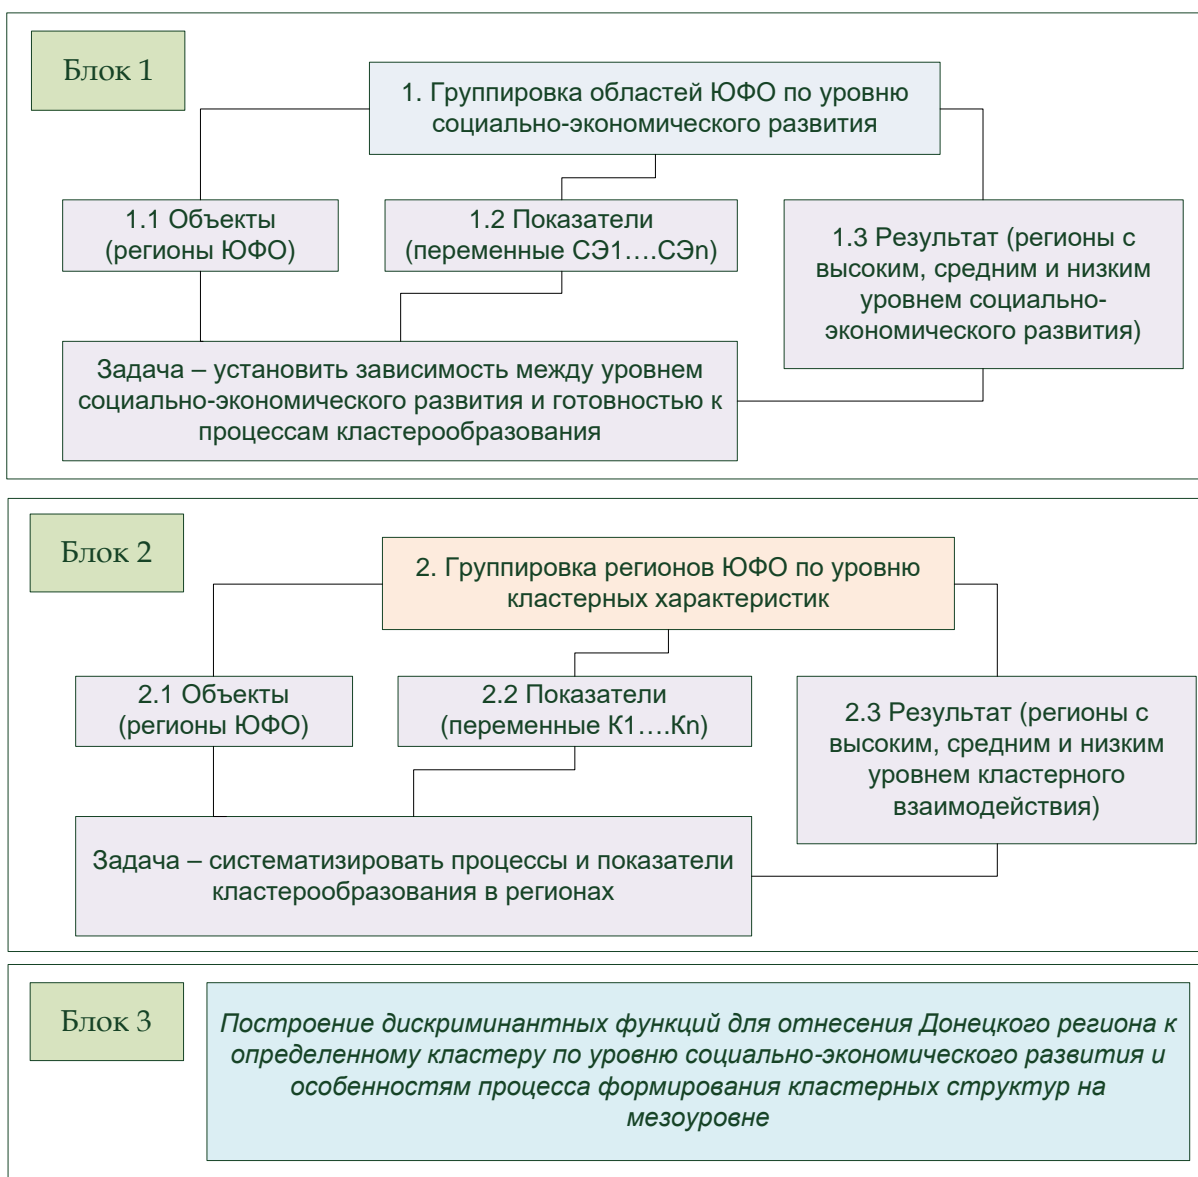 Блок 1
1. Группировка областей ЮФО по уровню
социально-экономического развития
1.1 Объекты
(регионы ЮФО)
1.2 Показатели
(переменные СЭ1….СЭn)
1.3 Результат (регионы с
высоким, средним и низким
уровнем социально-
экономического развития)
Задача – установить зависимость между уровнем
социально-экономического развития и готовностью к
процессам кластерообразования
Блок 2
2. Группировка регионов ЮФО по уровню
кластерных характеристик
2.1 Объекты
(регионы ЮФО)
2.2 Показатели
(переменные К1….Кn)
2.3 Результат (регионы с
высоким, средним и низким
уровнем кластерного
взаимодействия)
Задача – систематизировать процессы и показатели
кластерообразования в регионах
Блок 3
Построение дискриминантных функций для отнесения Донецкого региона к
определенному кластеру по уровню социально-экономического развития и
особенностям процесса формирования кластерных структур на
мезоуровне